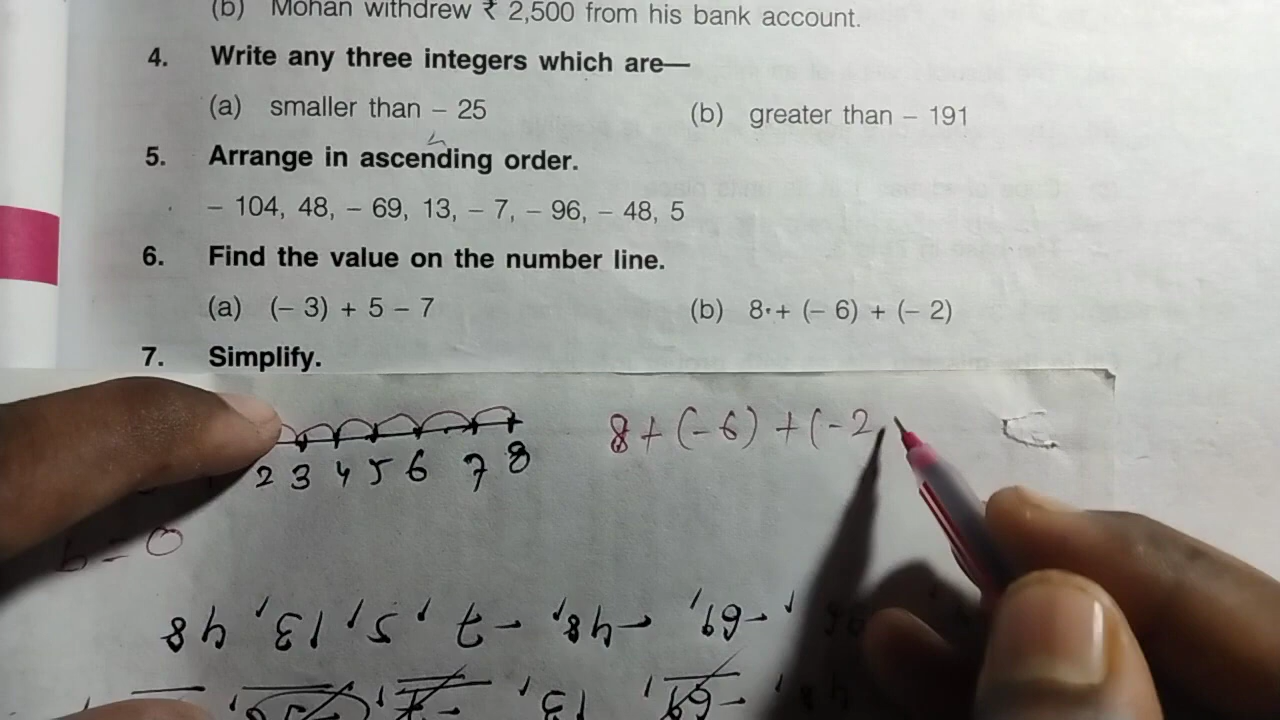 (b) Mohan withdrew ₹ 2,500 from his bank account.
4. Write any three integers which are—
(a) smaller than – 25 (b) greater than – 191
5. Arrange in ascending order.
– 104, 48, – 69, 13, – 7, – 96, – 48, 5
6. Find the value on the number line.
(a) (– 3) + 5 – 7 (b) 8 + (– 6) + (– 2)
7. Simplify.
8 + (-6) + (-2
2 3 4 5 6 7 8
= 0
48, 13, 5, -7, -48, -69,
13,